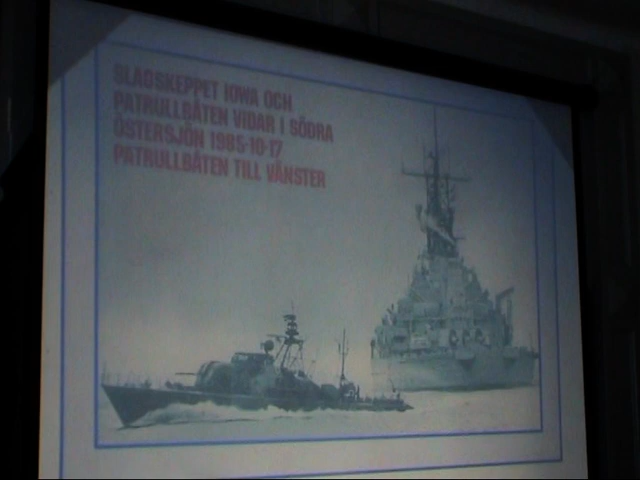 SLAGSKEPPET IOWA OCH
PATRULLBÅTEN VIDAR I SÖDRA
ÖSTERSJÖN 1985-10-17
PATRULLBÅTEN TILL VÄNSTER